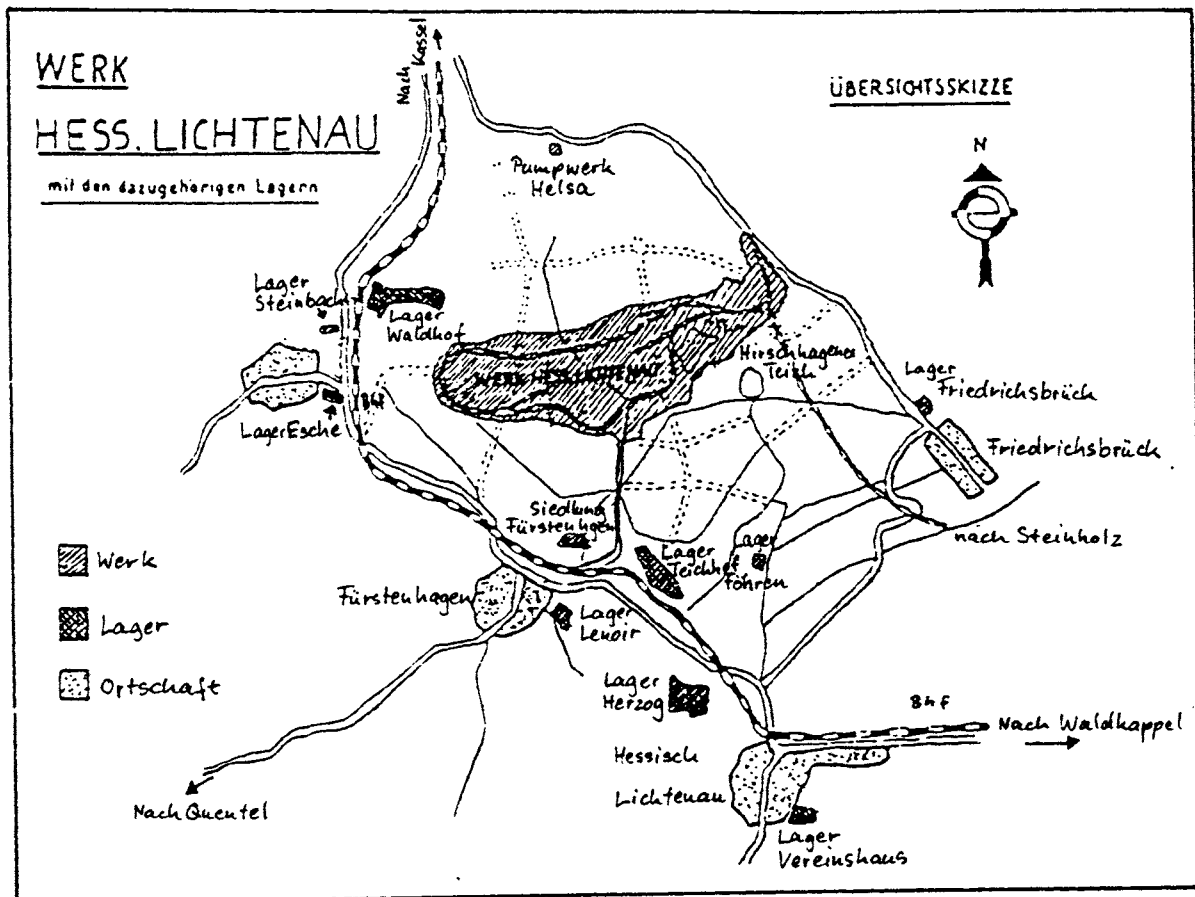 WERK
HESS. LICHTENAU
mit den dazugehörigen Lagern
ÜBERSICHTSSKIZZE
N
Nach
Kassel
Pumpwerk
Helsa
Lager
Steinbach
Lager
Waldhof
WERK HESS. LICHTENAU
Hirschhagener
Teich
Lager
Friedrichsbrück
Friedrichsbrück
Lager Esche
Bhf
Siedlung
Fürstenhgen
Lager
Teichhof
Lager
Föhren
nach Steinholz
Werk
Lager
Ortschaft
Fürstenhagen
Lager
Lenoir
Lager
Herzog
Bhf
Nach Waldkappel
Hessisch
Lichtenau
Nach Quentel
Lager
Vereinshaus